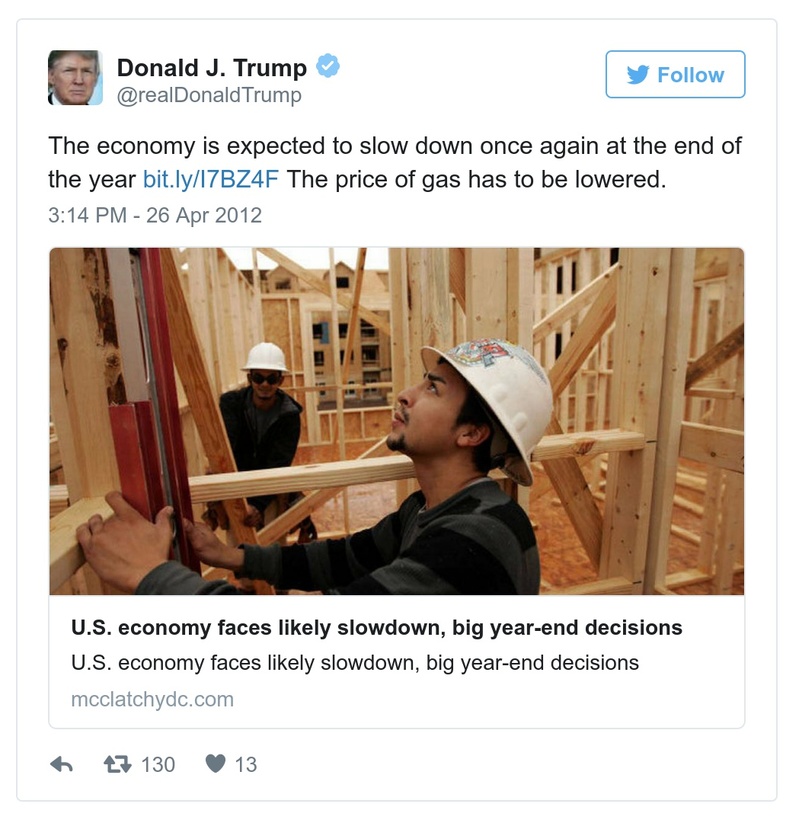 Donald J. Trump
@realDonaldTrump
Follow
The economy is expected to slow down once again at the end of
the year bit.ly/I7BZ4F The price of gas has to be lowered.
3:14 PM - 26 Apr 2012
U.S. economy faces likely slowdown, big year-end decisions
U.S. economy faces likely slowdown, big year-end decisions
mcclatchydc.com
130 13